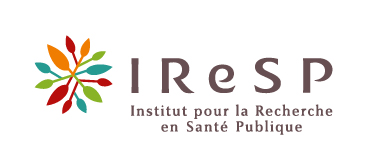 IReSP
Institut pour la Recherche
en Santé Publique